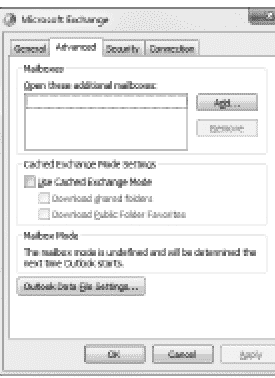 Microsoft Exchange
General Advanced Security Connection
Mailboxes
Open these additional mailboxes:
Add...
Remove
Cached Exchange Mode Settings
Use Cached Exchange Mode
Download shared folders
Download Public Folder Favorites
Mailbox Mode
The mailbox mode is undefined and will be determined the
next time Outlook starts.
Outlook Data File Settings...
OK Cancel Apply